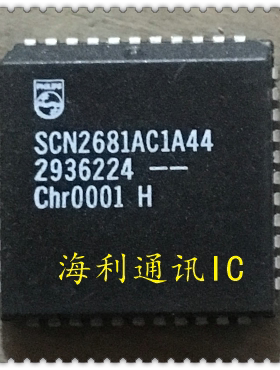 PHILIPS
SCN2681AC1A44
2936224 --
Chr0001 H
海利通讯IC